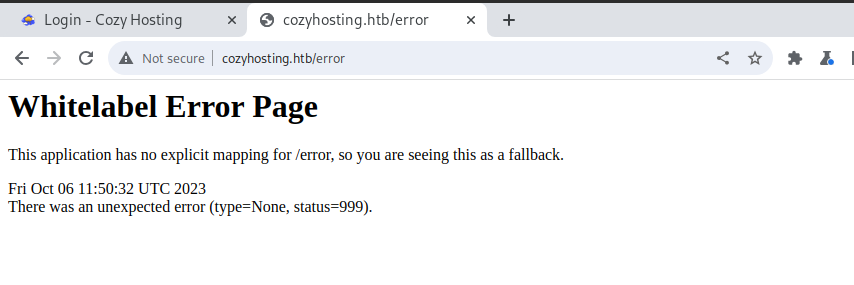 Login - Cozy Hosting
cozyhosting.htb/error
Not secure
cozyhosting.htb/error
Whitelabel Error Page
This application has no explicit mapping for /error, so you are seeing this as a fallback.
Fri Oct 06 11:50:32 UTC 2023
There was an unexpected error (type=None, status=999).